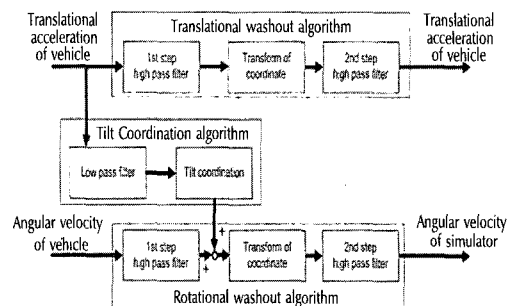 Translational
acceleration
of vehicle
Translational washout algorithm
1st step
high pass filter
Transform of
coordinate
2nd step
high pass filter
Translational
acceleration
of vehicle
Tilt Coordination algorithm
Low pass filter
Tilt coordination
Angular velocity
of vehicle
1st step
high pass filter
+
+
Transform of
coordinate
2nd step
high pass filter
Angular velocity
of simulator
Rotational washout algorithm